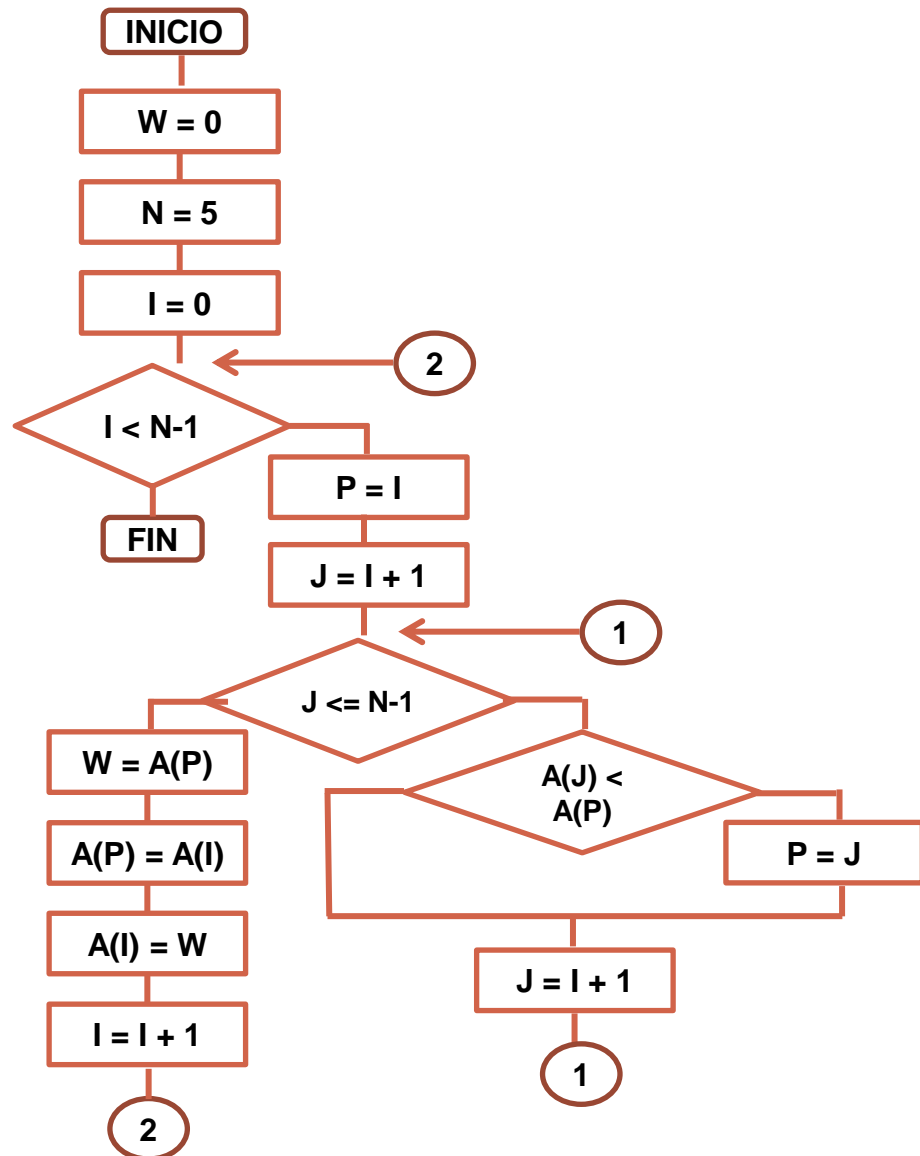 INICIO
W = 0
N = 5
I = 0
2
I < N-1
P = I
FIN
J = I + 1
1
J <= N-1
W = A(P)
A(J) <
A(P)
A(P) = A(I)
P = J
A(I) = W
J = I + 1
I = I + 1
1
2